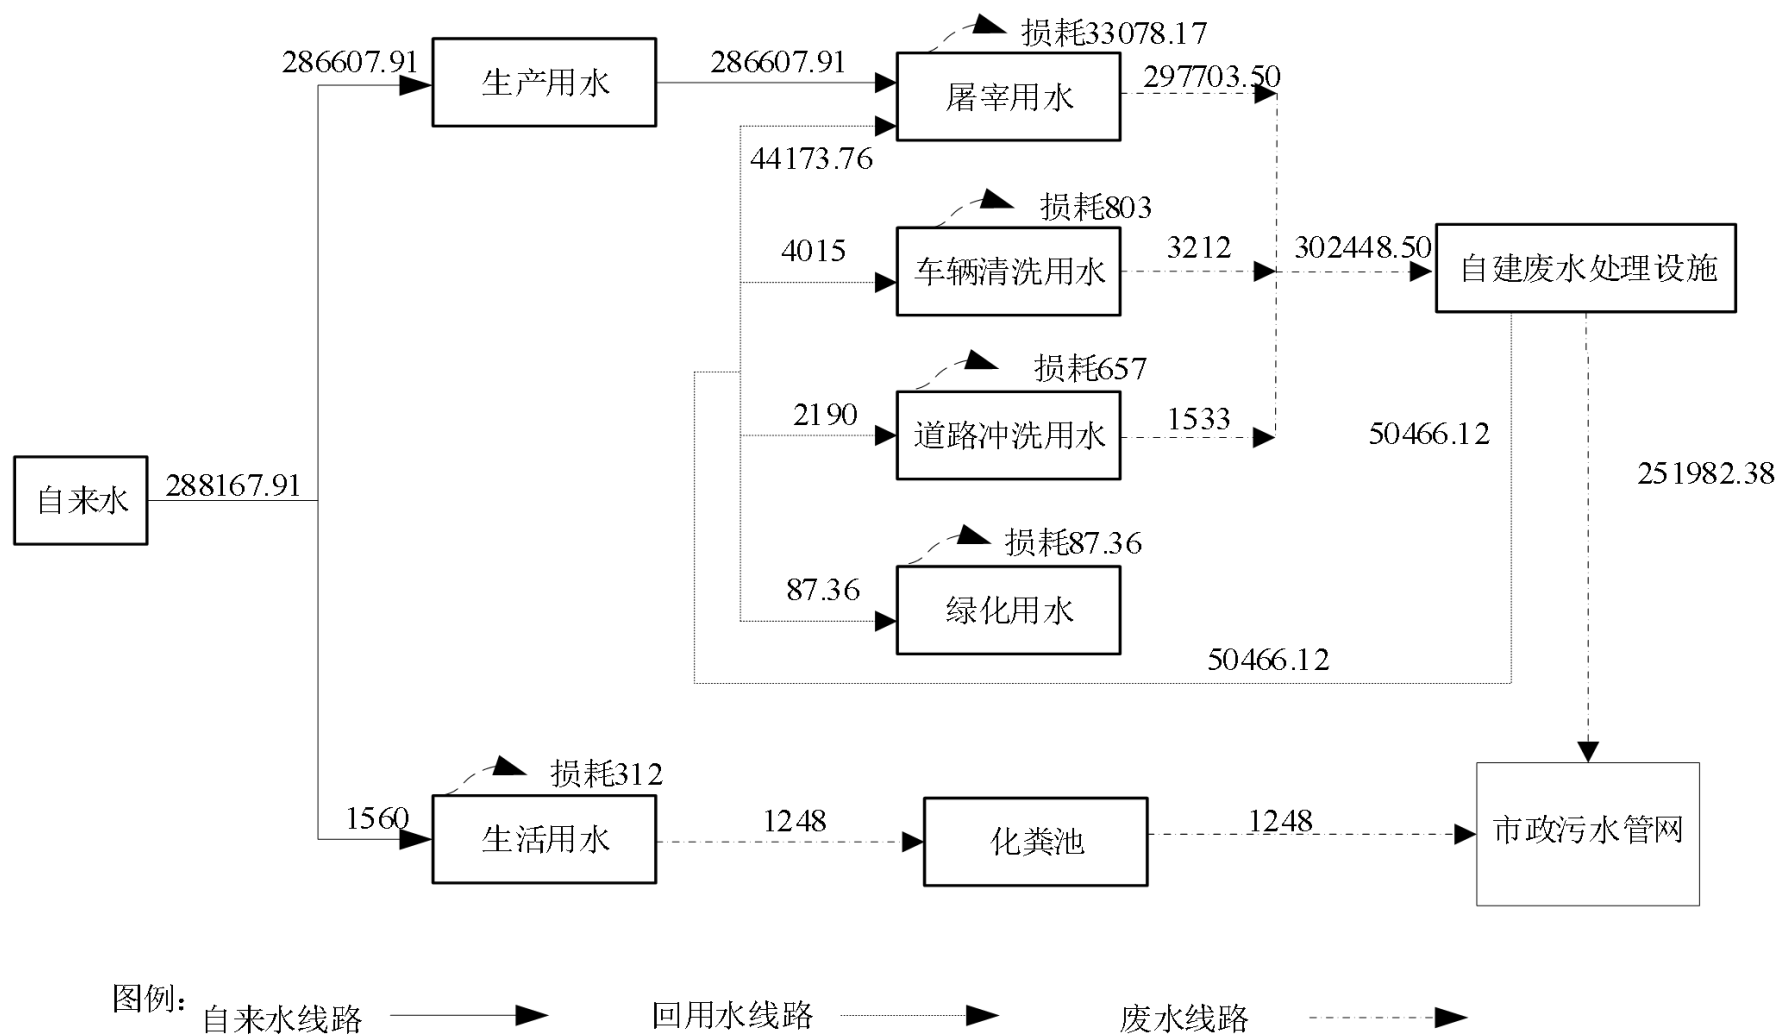 损耗33078.17
286607.91
生产用水
286607.91
屠宰用水
297703.50
44173.76
损耗803
4015
车辆清洗用水
3212
302448.50
自建废水处理设施
损耗657
2190
道路冲洗用水
1533
50466.12
251982.38
自来水
288167.91
损耗87.36
87.36
绿化用水
50466.12
损耗312
1560
生活用水
1248
化粪池
1248
市政污水管网
图例：
自来水线路
回用水线路
废水线路